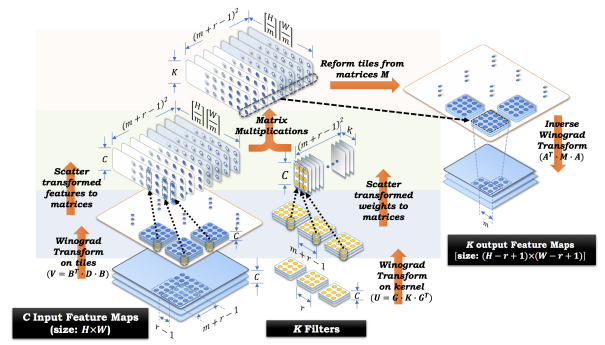 (m + r − 1)²
⌈H/m⌉⌈W/m⌉
K
Reform tiles from
matrices M
(m + r − 1)²
⌈H/m⌉⌈W/m⌉
C
Matrix
Multiplications
(m + r − 1)²
K
C
Inverse
Winograd
Transform
(Aᵀ · M · A)
Scatter
transformed
features to
matrices
Scatter
transformed
weights to
matrices
m
C
Winograd
Transform
on tiles
(V = Bᵀ · D · B)
m + r − 1
K output Feature Maps
[size: (H − r + 1)×(W − r + 1)]
C
C
Winograd
Transform
on kernel
(U = G · K · Gᵀ)
r
r − 1
m + r − 1
C Input Feature Maps
(size: H×W)
K Filters